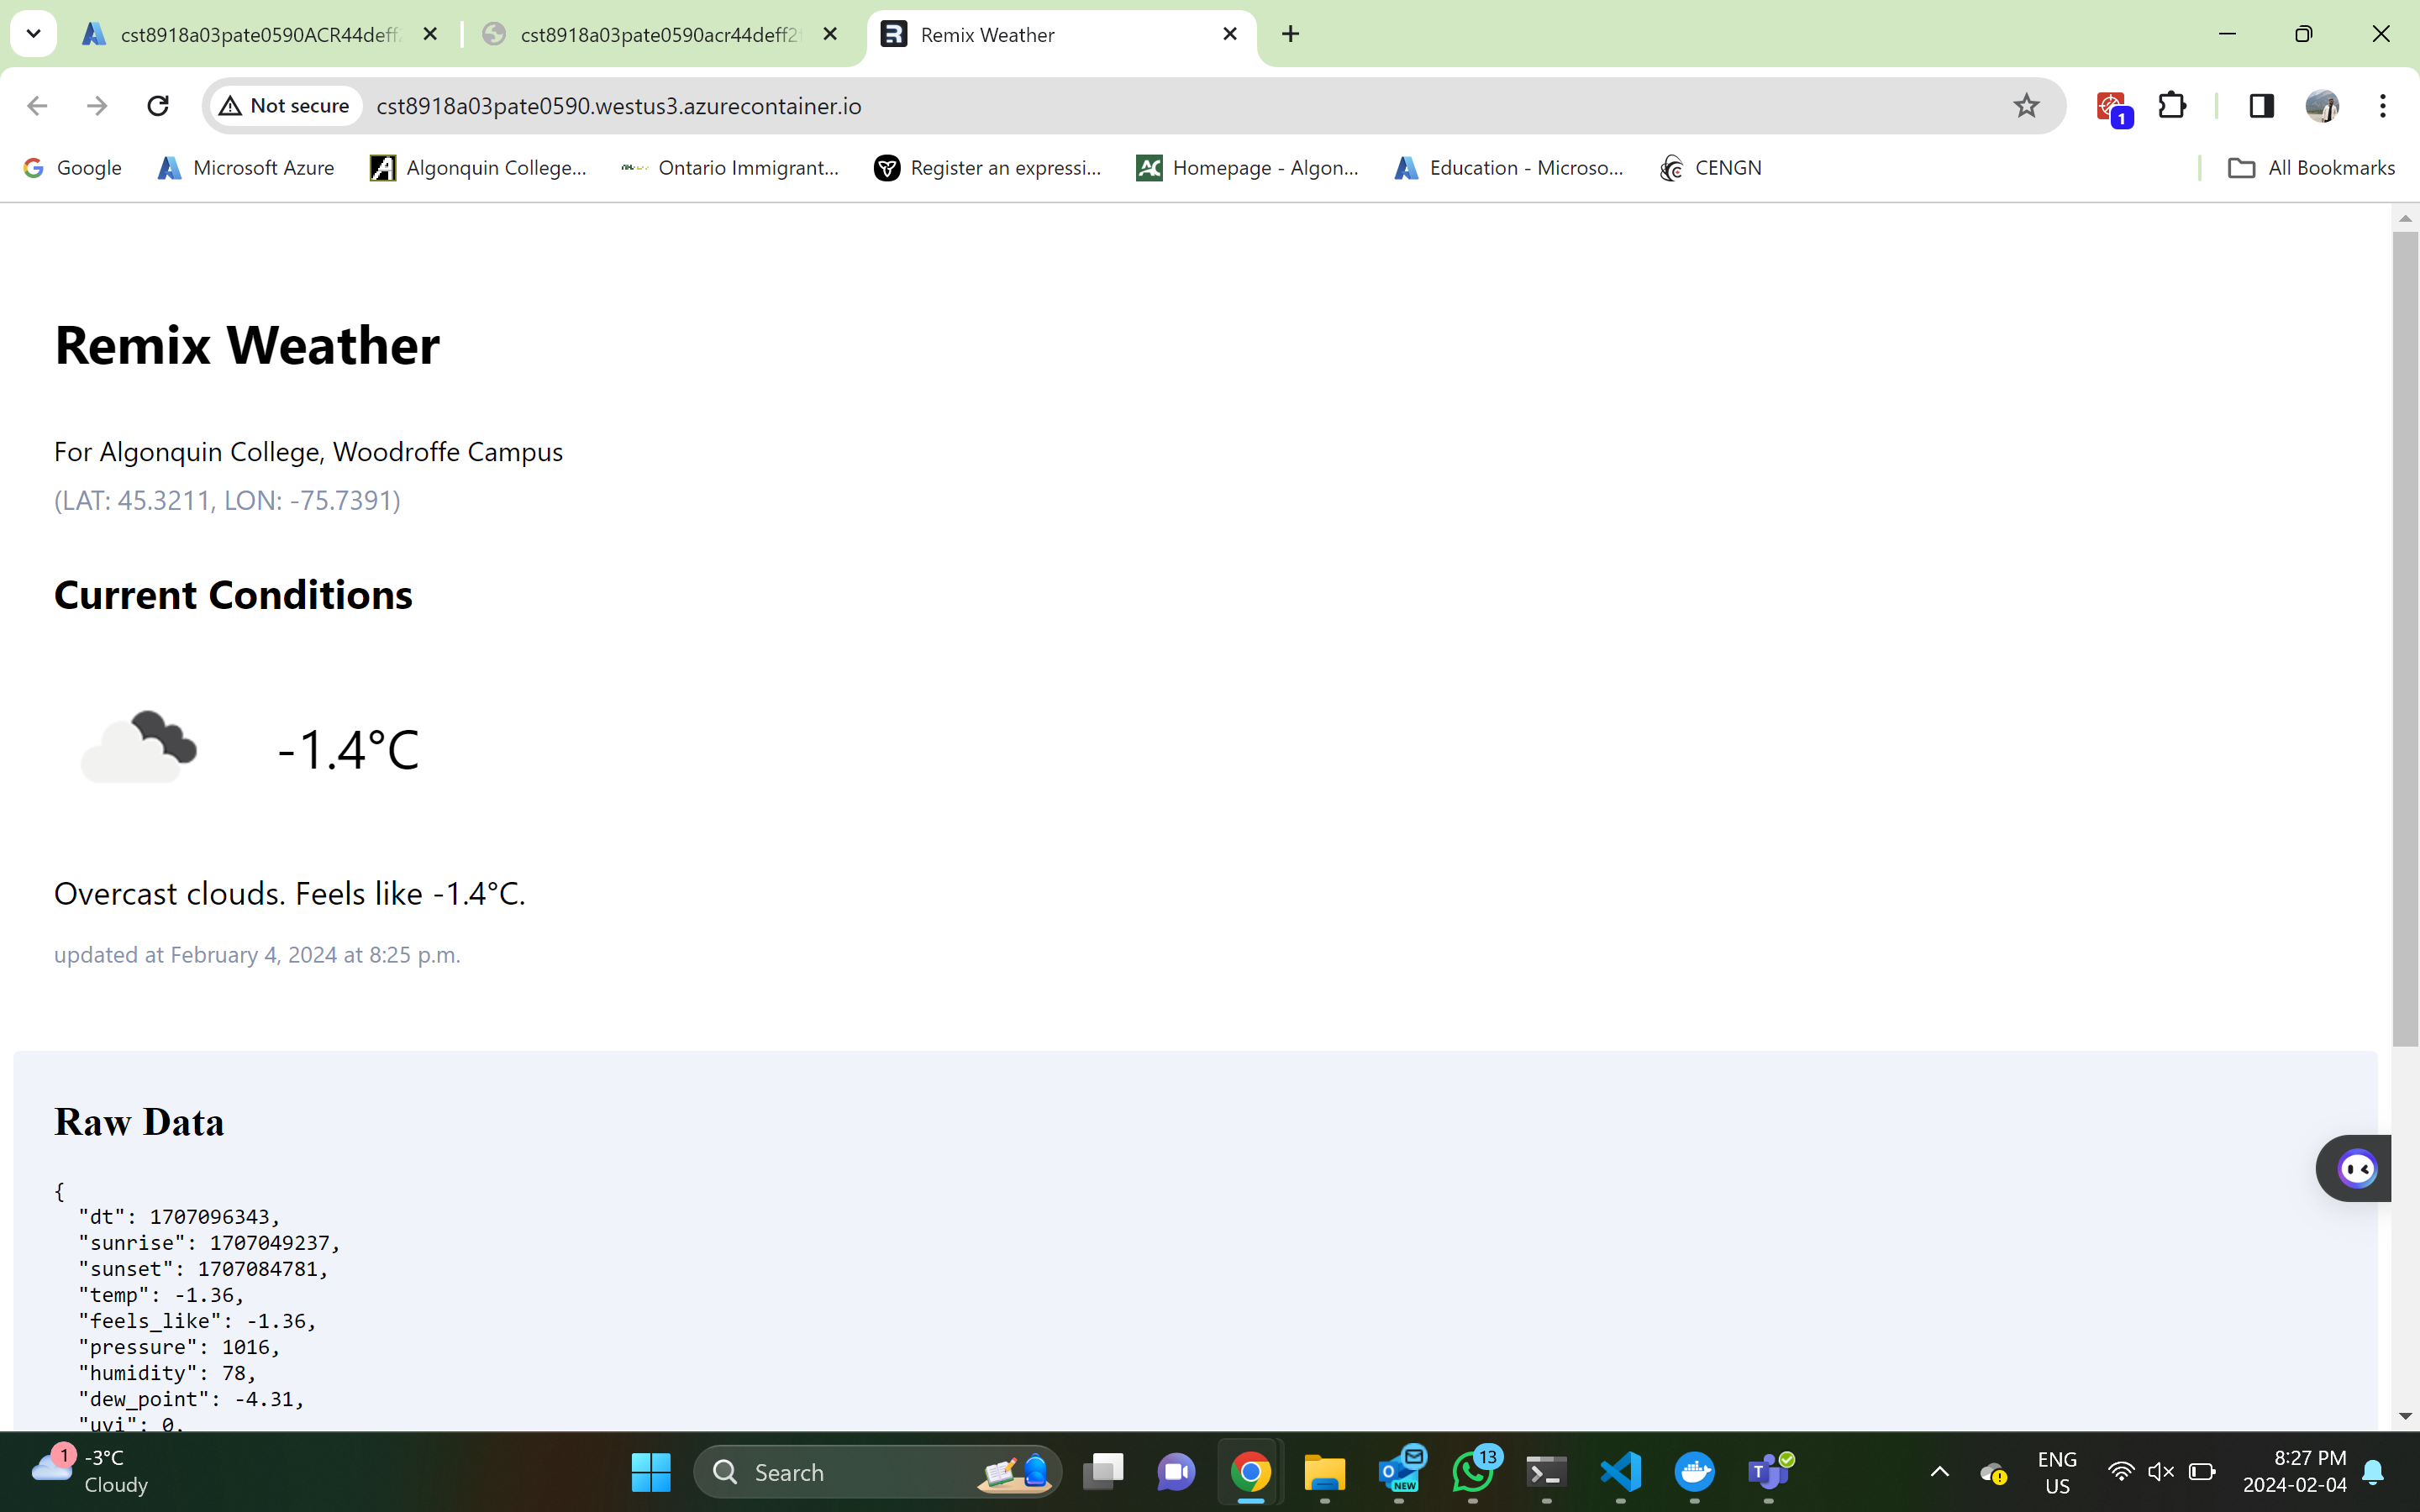 cst8918a03pate0590ACR44deff
cst8918a03pate0590acr44deff2
Remix Weather
Not secure
cst8918a03pate0590.westus3.azurecontainer.io
1
Google
Microsoft Azure
Algonquin College...
Ontario Immigrant...
Register an expressi...
Homepage - Algon...
Education - Microso...
CENGN
All Bookmarks
Remix Weather
For Algonquin College, Woodroffe Campus
(LAT: 45.3211, LON: -75.7391)
Current Conditions
-1.4°C
Overcast clouds. Feels like -1.4°C.
updated at February 4, 2024 at 8:25 p.m.
Raw Data
{
"dt": 1707096343,
"sunrise": 1707049237,
"sunset": 1707084781,
"temp": -1.36,
"feels_like": -1.36,
"pressure": 1016,
"humidity": 78,
"dew_point": -4.31,
"uvi": 0,
1
-3°C
Cloudy
Search
NEW
13
ENG
US
8:27 PM
2024-02-04